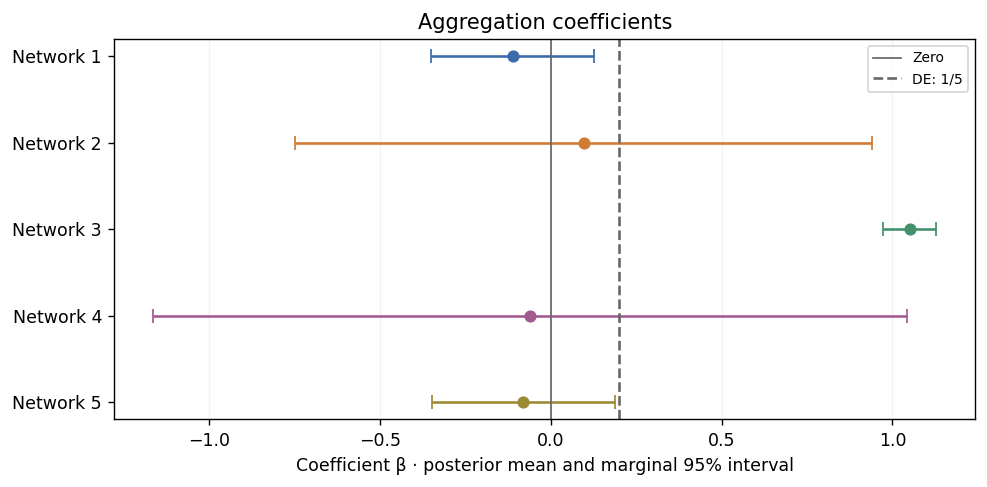 Aggregation coefficients
Network 1
Network 2
Network 3
Network 4
Network 5
Zero
DE: 1/5
−1.0
−0.5
0.0
0.5
1.0
Coefficient β · posterior mean and marginal 95% interval